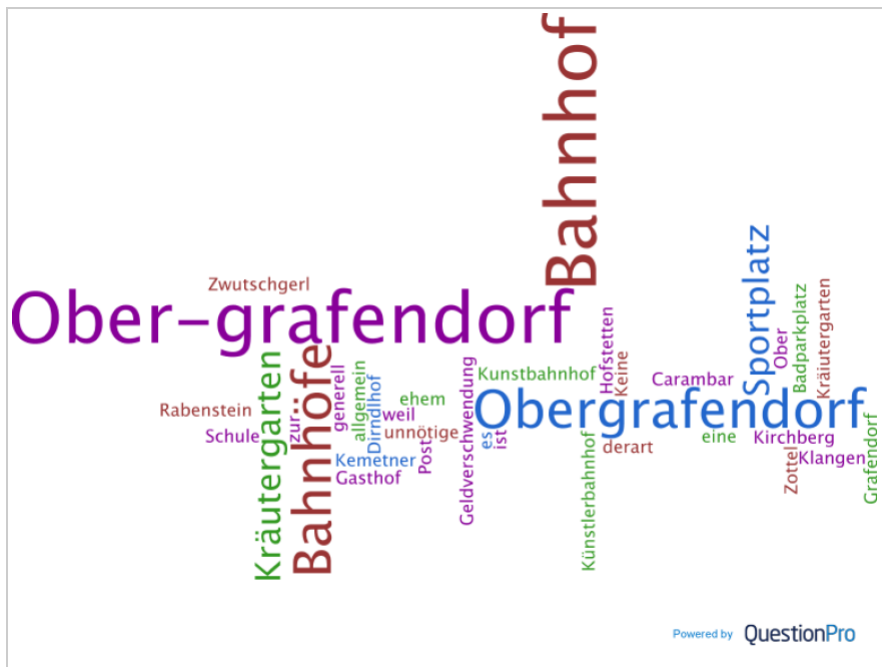 Bahnhof
Ober-grafendorf
Zwutschgerl
Sportplatz
Ober
Badparkplatz
Kräutergarten
Hofstetten
Keine
Carambar
Kunstbahnhof
Obergrafendorf
Kräutergarten
Bahnhöfe
generell
allgemein
Dirndlhof
ehem
weil
unnötige
Geldverschwendung
Rabenstein
Schule
zur
Kemetner
Gasthof
Post
es
ist
Künstlerbahnhof
derart
eine
Kirchberg
Zottel
Klangen
Grafendorf
Powered by QuestionPro